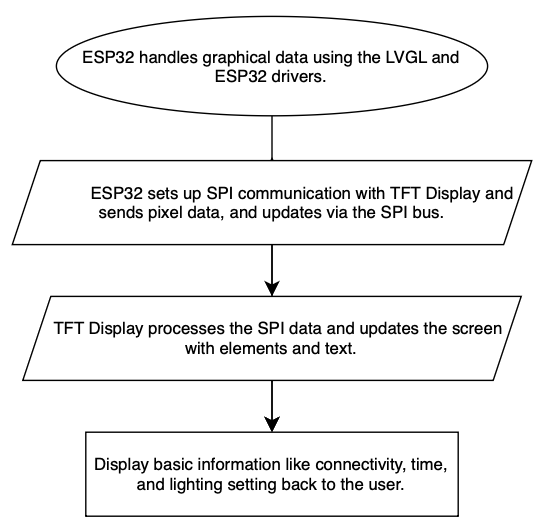 ESP32 handles graphical data using the LVGL and
ESP32 drivers.
ESP32 sets up SPI communication with TFT Display and
sends pixel data, and updates via the SPI bus.
TFT Display processes the SPI data and updates the screen
with elements and text.
Display basic information like connectivity, time,
and lighting setting back to the user.